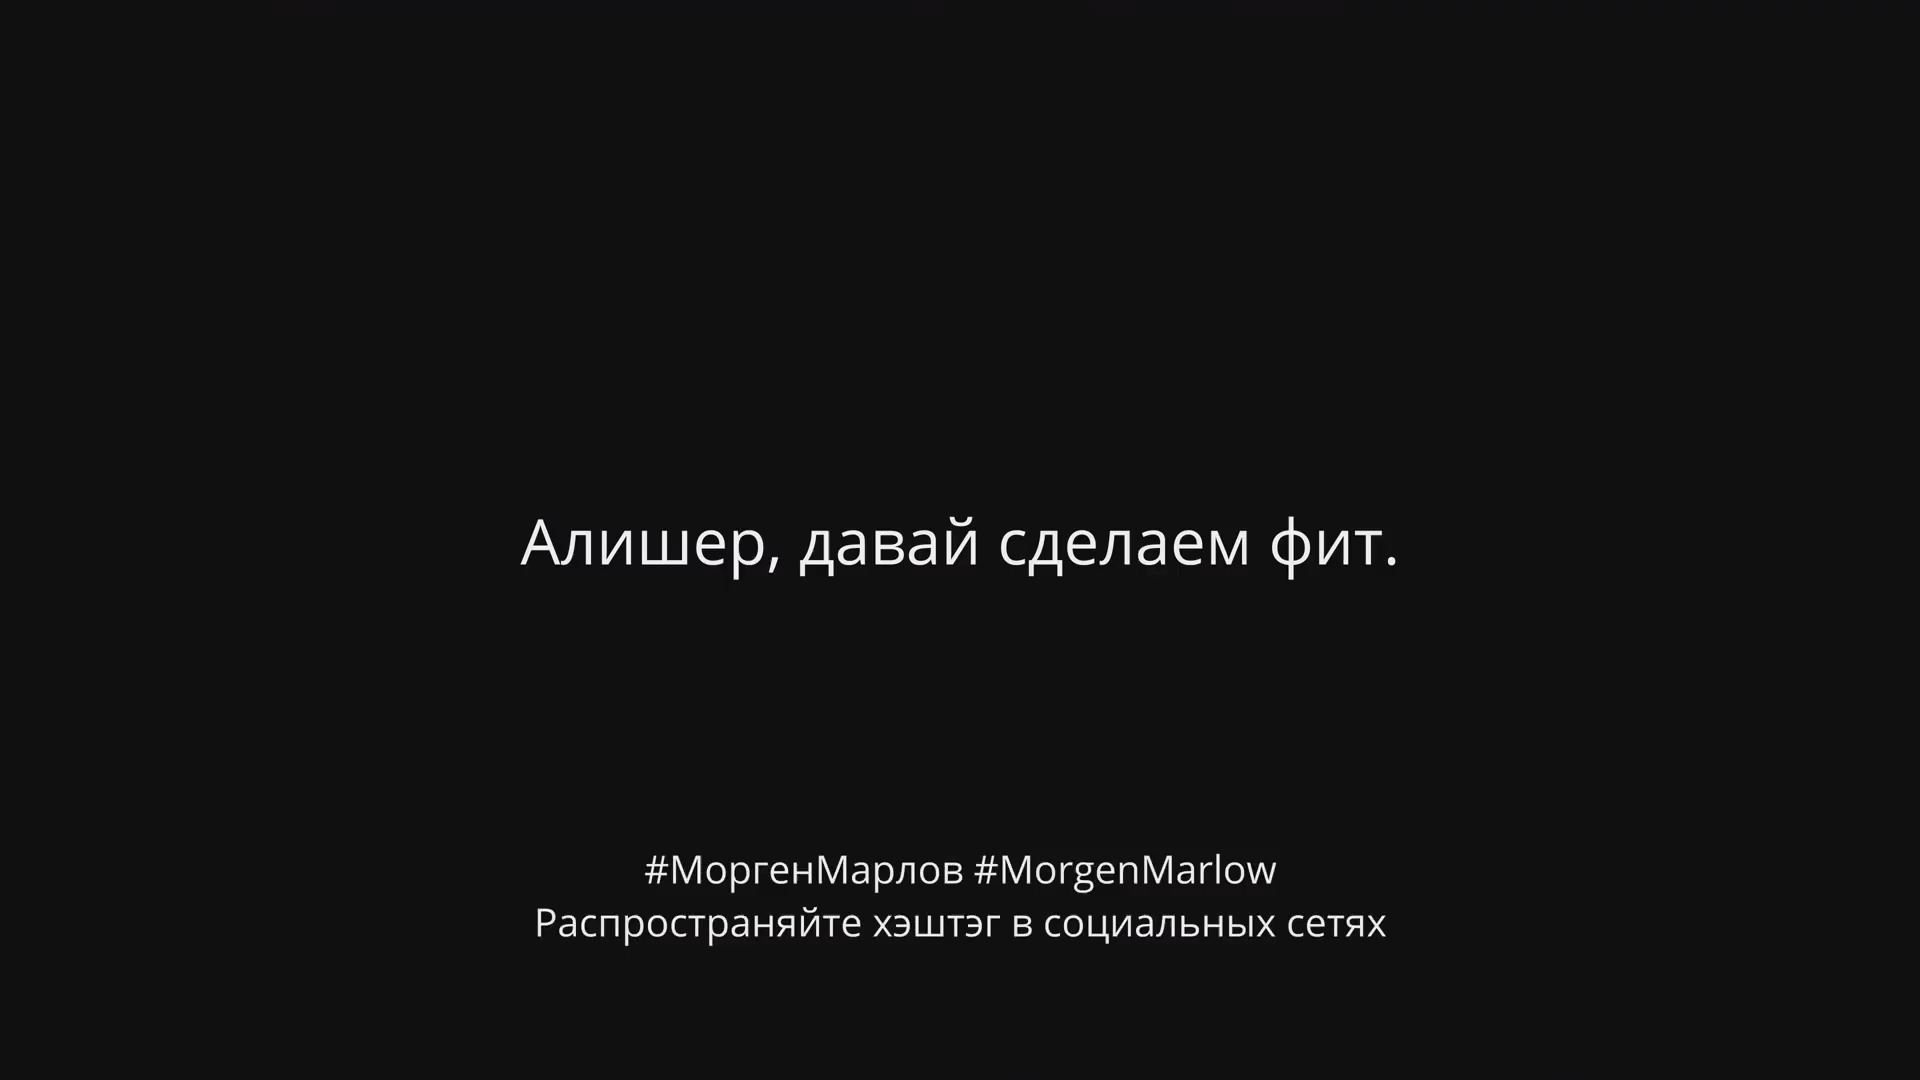 Алишер, давай сделаем фит.
#МоргенМарлов #MorgenMarlow
Распространяйте хэштэг в социальных сетях